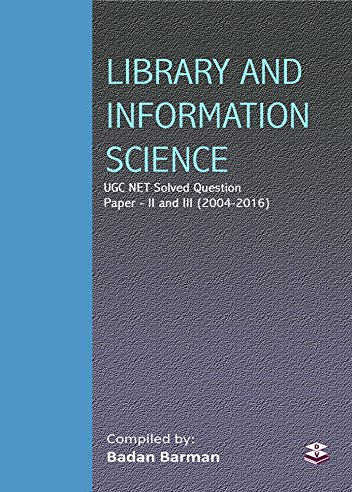 LIBRARY AND
INFORMATION
SCIENCE
UGC NET Solved Question
Paper - II and III (2004-2016)
Compiled by:
Badan Barman
D
V